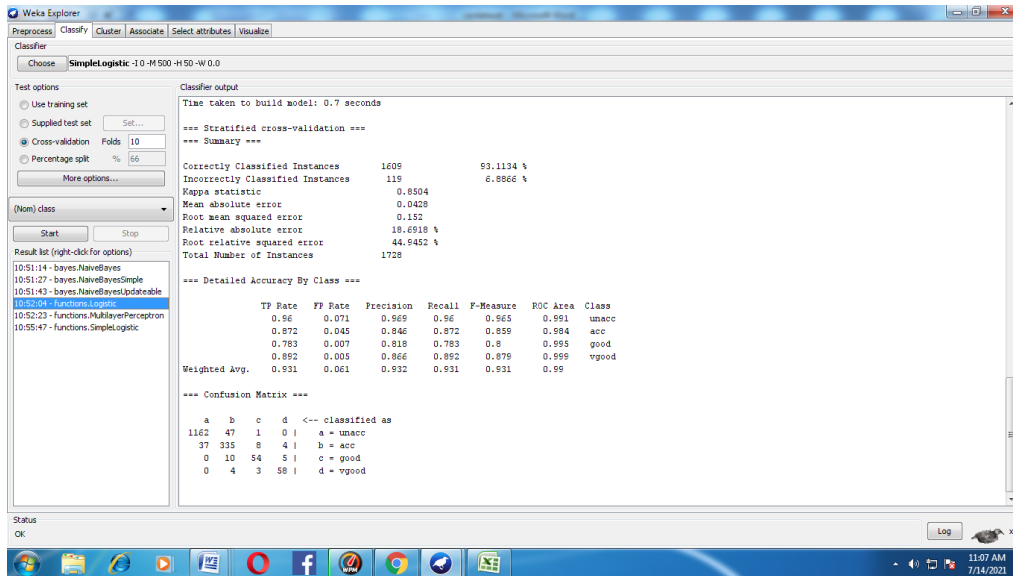 Weka Explorer
Preprocess Classify Cluster Associate Select attributes Visualize
Classifier
Choose SimpleLogistic -I 0 -M 500 -H 50 -W 0.0
Test options
Use training set
Supplied test set Set...
Cross-validation Folds 10
Percentage split % 66
More options...
(Nom) class
Start Stop
Result list (right-click for options)
10:51:14 - bayes.NaiveBayes
10:51:27 - bayes.NaiveBayesSimple
10:51:43 - bayes.NaiveBayesUpdateable
10:52:04 - functions.Logistic
10:52:23 - functions.MultilayerPerceptron
10:55:47 - functions.SimpleLogistic
Classifier output
Time taken to build model: 0.7 seconds
=== Stratified cross-validation ===
=== Summary ===
Correctly Classified Instances 1609 93.1134 %
Incorrectly Classified Instances 119 6.8866 %
Kappa statistic 0.8504
Mean absolute error 0.0428
Root mean squared error 0.152
Relative absolute error 18.6918 %
Root relative squared error 44.9452 %
Total Number of Instances 1728
=== Detailed Accuracy By Class ===
TP Rate FP Rate Precision Recall F-Measure ROC Area Class
0.96 0.071 0.969 0.96 0.965 0.991 unacc
0.872 0.045 0.846 0.872 0.859 0.984 acc
0.783 0.007 0.818 0.783 0.8 0.995 good
0.892 0.005 0.866 0.892 0.879 0.999 vgood
Weighted Avg. 0.931 0.061 0.932 0.931 0.931 0.99
=== Confusion Matrix ===
a b c d <-- classified as
1162 47 1 0 | a = unacc
37 335 8 4 | b = acc
0 10 54 5 | c = good
0 4 3 58 | d = vgood
Status
OK
Log
x 0
WPM
11:07 AM
7/14/2021